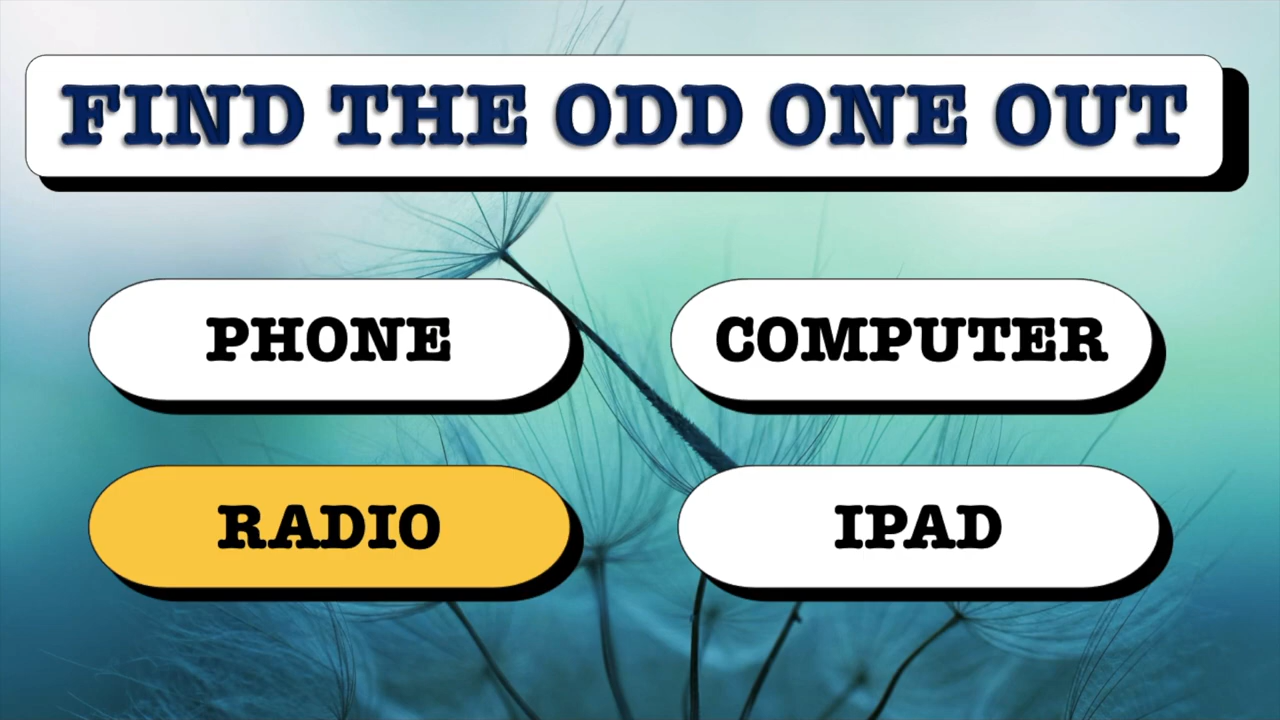 FIND THE ODD ONE OUT
PHONE
COMPUTER
RADIO
IPAD